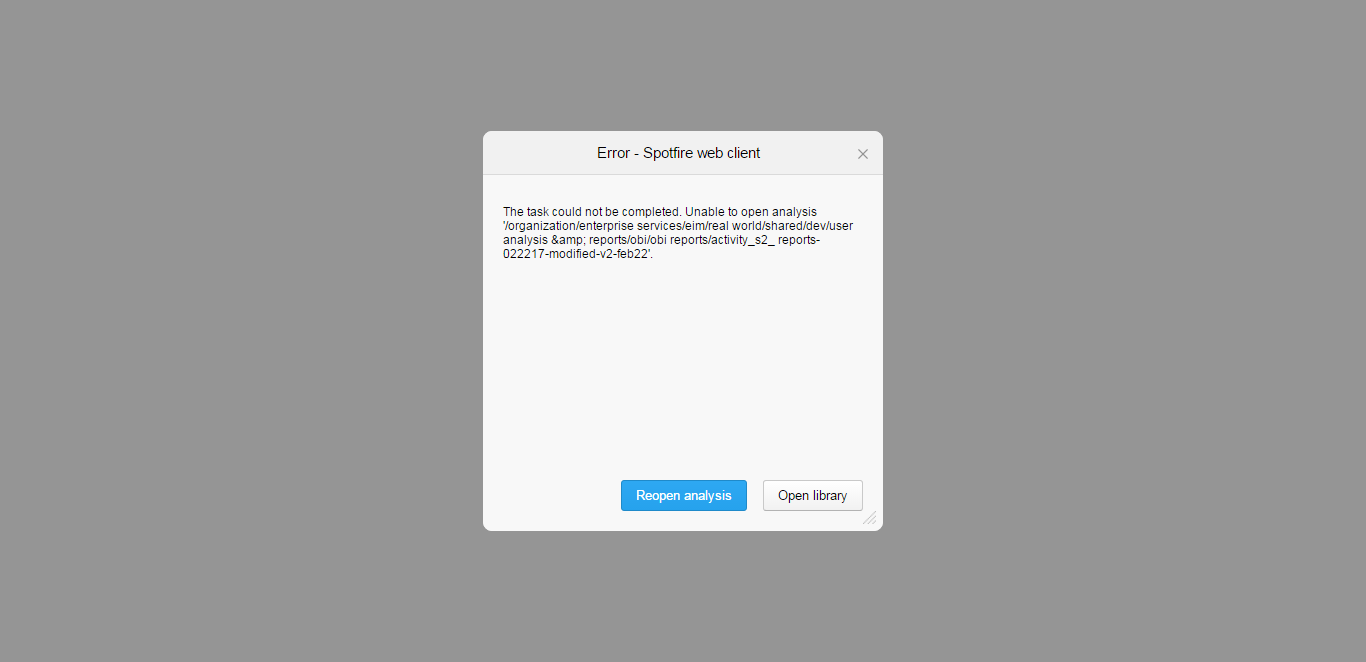 Error - Spotfire web client
The task could not be completed. Unable to open analysis
'/organization/enterprise services/eim/real world/shared/dev/user
analysis &amp; reports/obi/obi reports/activity_s2_ reports-
022217-modified-v2-feb22'.
Reopen analysis
Open library